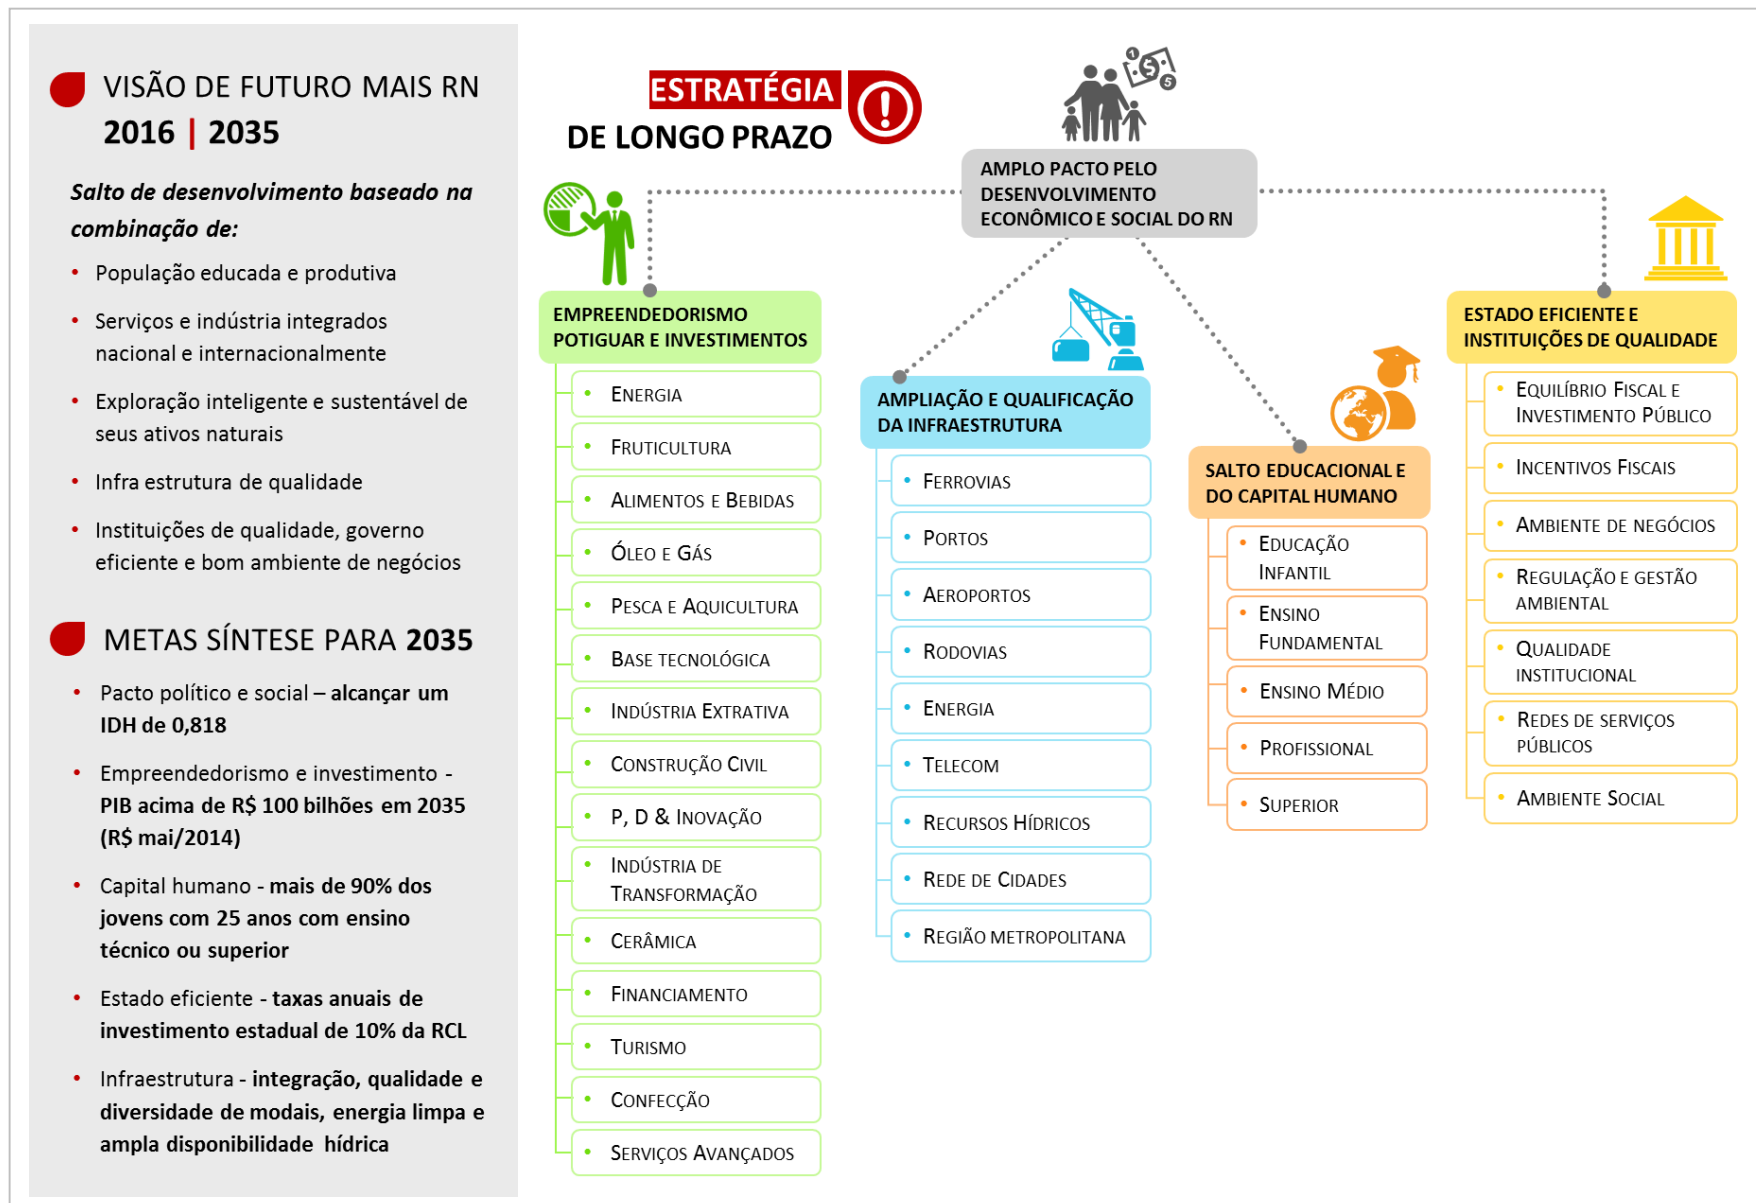 VISÃO DE FUTURO MAIS RN
2016 | 2035
Salto de desenvolvimento baseado na
combinação de:
• População educada e produtiva
• Serviços e indústria integrados
nacional e internacionalmente
• Exploração inteligente e sustentável de
seus ativos naturais
• Infra estrutura de qualidade
• Instituições de qualidade, governo
eficiente e bom ambiente de negócios
METAS SÍNTESE PARA 2035
• Pacto político e social – alcançar um
IDH de 0,818
• Empreendedorismo e investimento -
PIB acima de R$ 100 bilhões em 2035
(R$ mai/2014)
• Capital humano - mais de 90% dos
jovens com 25 anos com ensino
técnico ou superior
• Estado eficiente - taxas anuais de
investimento estadual de 10% da RCL
• Infraestrutura - integração, qualidade e
diversidade de modais, energia limpa e
ampla disponibilidade hídrica
ESTRATÉGIA
DE LONGO PRAZO
!
1
$
5
AMPLO PACTO PELO
DESENVOLVIMENTO
ECONÔMICO E SOCIAL DO RN
EMPREENDEDORISMO
POTIGUAR E INVESTIMENTOS
• ENERGIA
• FRUTICULTURA
• ALIMENTOS E BEBIDAS
• ÓLEO E GÁS
• PESCA E AQUICULTURA
• BASE TECNOLÓGICA
• INDÚSTRIA EXTRATIVA
• CONSTRUÇÃO CIVIL
• P, D & INOVAÇÃO
• INDÚSTRIA DE
TRANSFORMAÇÃO
• CERÂMICA
• FINANCIAMENTO
• TURISMO
• CONFECÇÃO
• SERVIÇOS AVANÇADOS
AMPLIAÇÃO E QUALIFICAÇÃO
DA INFRAESTRUTURA
• FERROVIAS
• PORTOS
• AEROPORTOS
• RODOVIAS
• ENERGIA
• TELECOM
• RECURSOS HÍDRICOS
• REDE DE CIDADES
• REGIÃO METROPOLITANA
SALTO EDUCACIONAL E
DO CAPITAL HUMANO
• EDUCAÇÃO
INFANTIL
• ENSINO
FUNDAMENTAL
• ENSINO MÉDIO
• PROFISSIONAL
• SUPERIOR
ESTADO EFICIENTE E
INSTITUIÇÕES DE QUALIDADE
• EQUILÍBRIO FISCAL E
INVESTIMENTO PÚBLICO
• INCENTIVOS FISCAIS
• AMBIENTE DE NEGÓCIOS
• REGULAÇÃO E GESTÃO
AMBIENTAL
• QUALIDADE
INSTITUCIONAL
• REDES DE SERVIÇOS
PÚBLICOS
• AMBIENTE SOCIAL